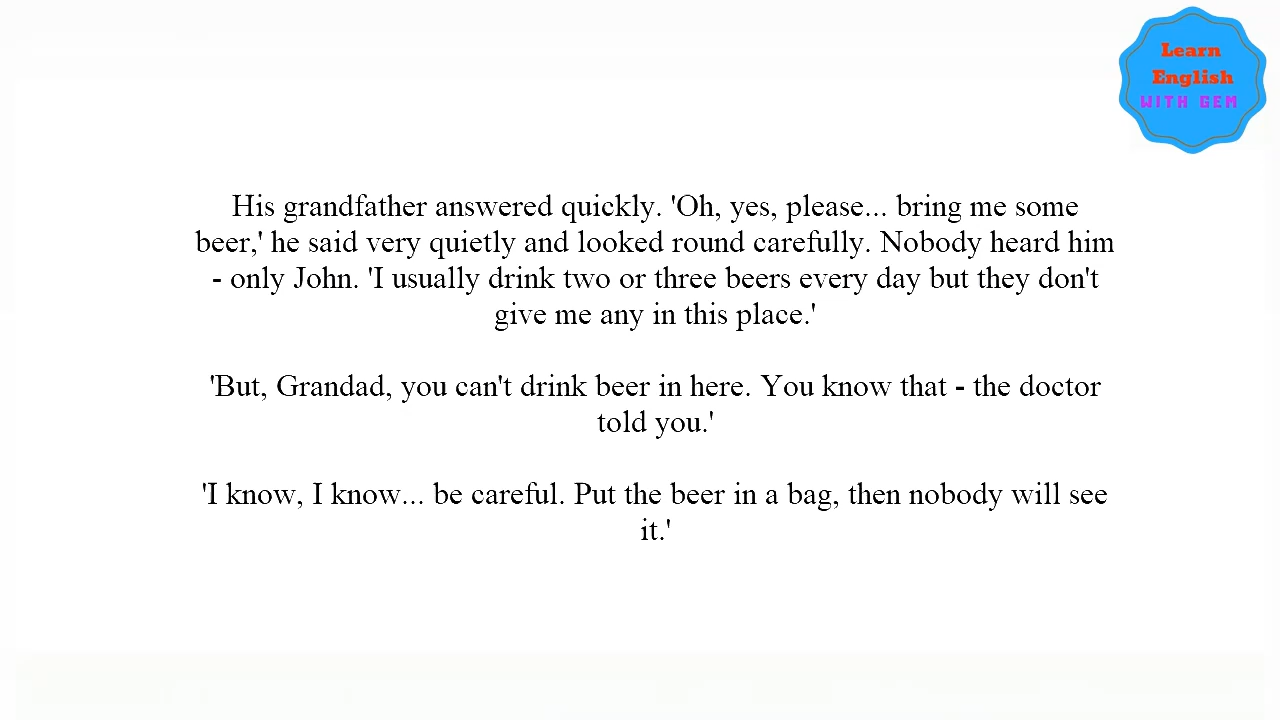 Learn
English
WITH GEM
His grandfather answered quickly. 'Oh, yes, please... bring me some
beer,' he said very quietly and looked round carefully. Nobody heard him
- only John. 'I usually drink two or three beers every day but they don't
give me any in this place.'
'But, Grandad, you can't drink beer in here. You know that - the doctor
told you.'
'I know, I know... be careful. Put the beer in a bag, then nobody will see
it.'